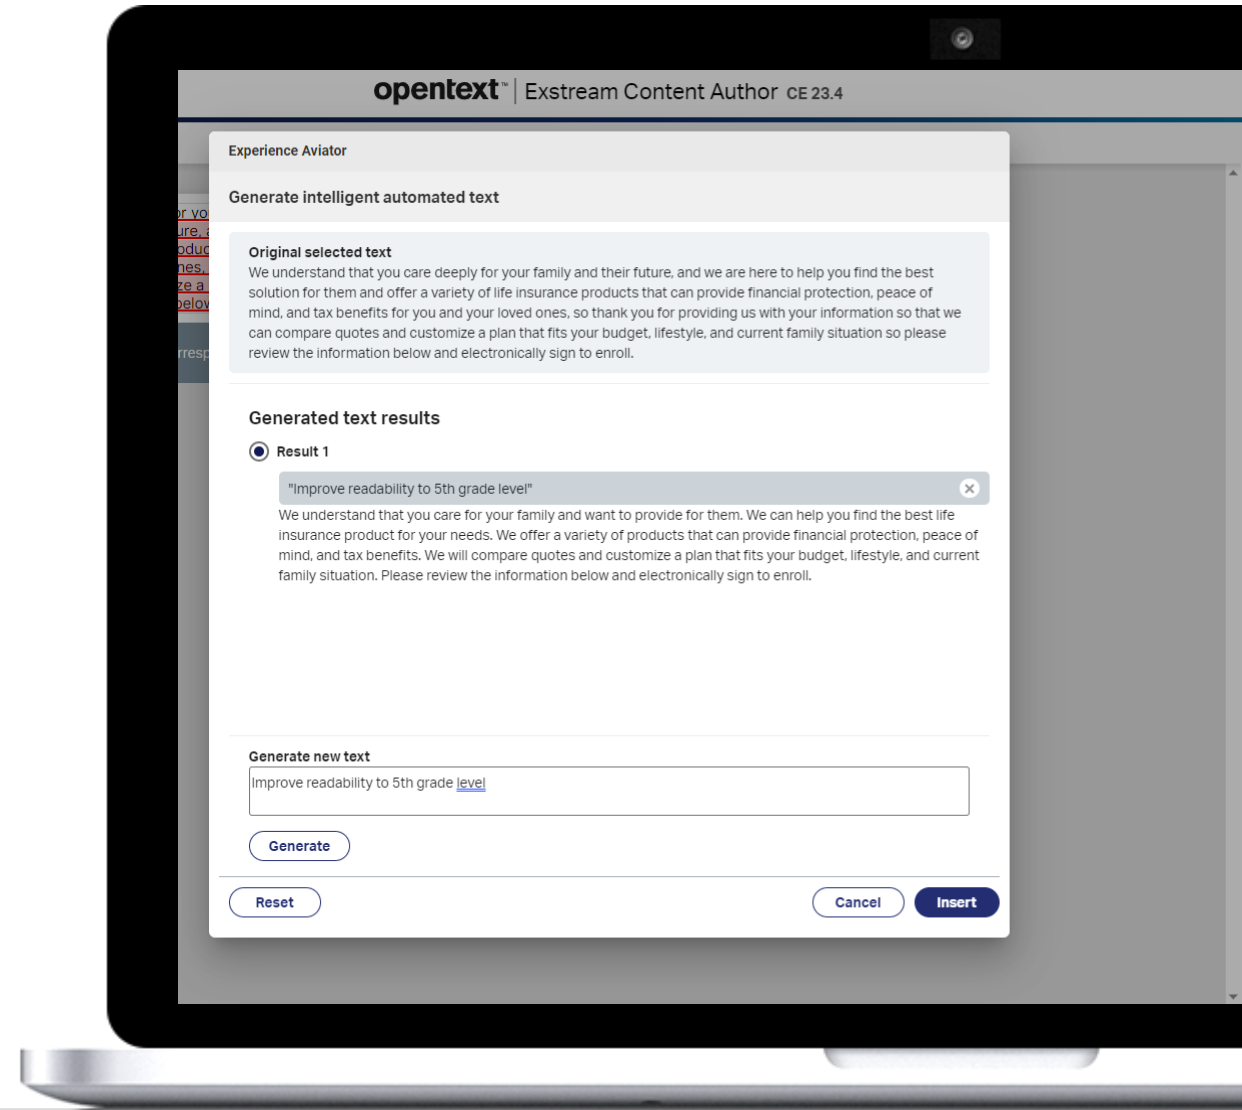 opentext™ | Exstream Content Author CE 23.4
Experience Aviator
Generate intelligent automated text
Original selected text
We understand that you care deeply for your family and their future, and we are here to help you find the best
solution for them and offer a variety of life insurance products that can provide financial protection, peace of
mind, and tax benefits for you and your loved ones, so thank you for providing us with your information so that we
can compare quotes and customize a plan that fits your budget, lifestyle, and current family situation so please
review the information below and electronically sign to enroll.
Generated text results
Result 1
"Improve readability to 5th grade level"
We understand that you care for your family and want to provide for them. We can help you find the best life
insurance product for your needs. We offer a variety of products that can provide financial protection, peace of
mind, and tax benefits. We will compare quotes and customize a plan that fits your budget, lifestyle, and current
family situation. Please review the information below and electronically sign to enroll.
Generate new text
Improve readability to 5th grade level
Generate
Reset
Cancel
Insert